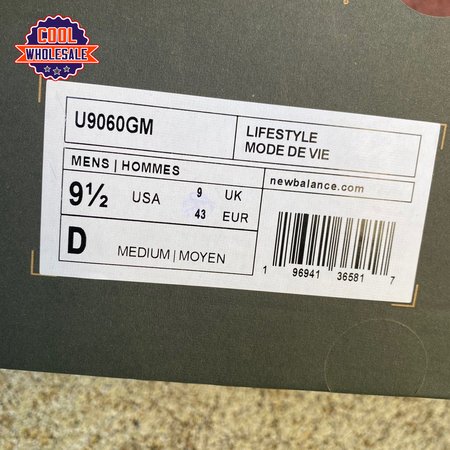 COOL
WHOLESALE
U9060GM
LIFESTYLE
MODE DE VIE
MENS | HOMMES
newbalance.com
9½ USA 9 UK
43 EUR
D MEDIUM | MOYEN
1 96941 36581 7